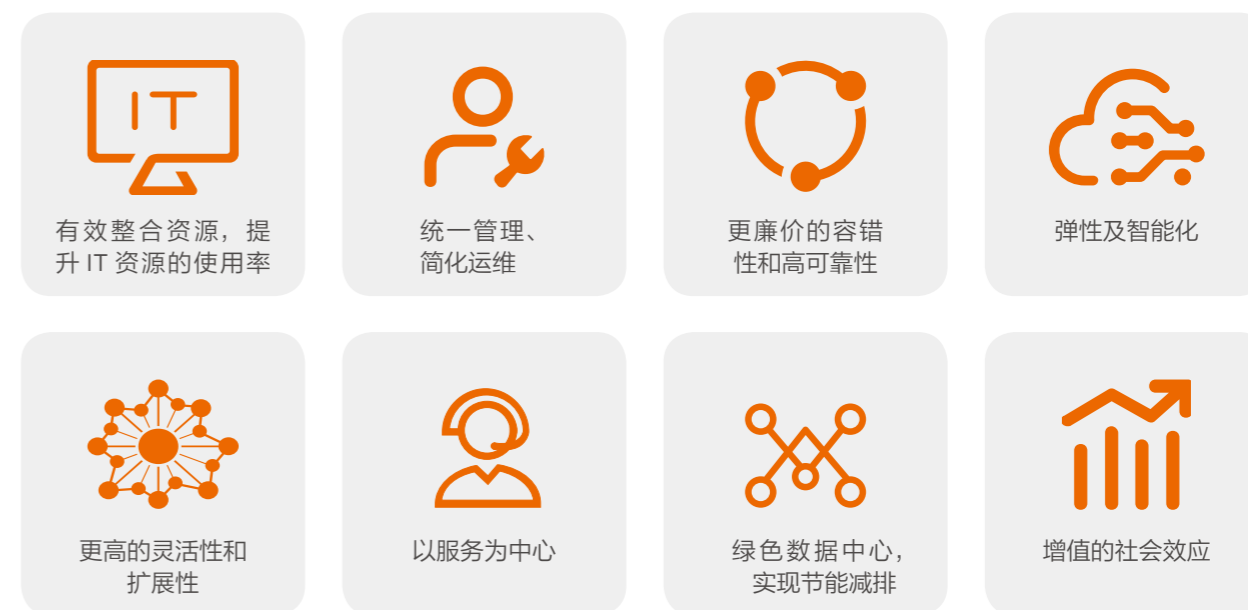 IT
有效整合资源，提
升 IT 资源的使用率
统一管理、
简化运维
更廉价的容错
性和高可靠性
弹性及智能化
更高的灵活性和
扩展性
以服务为中心
绿色数据中心，
实现节能减排
增值的社会效应